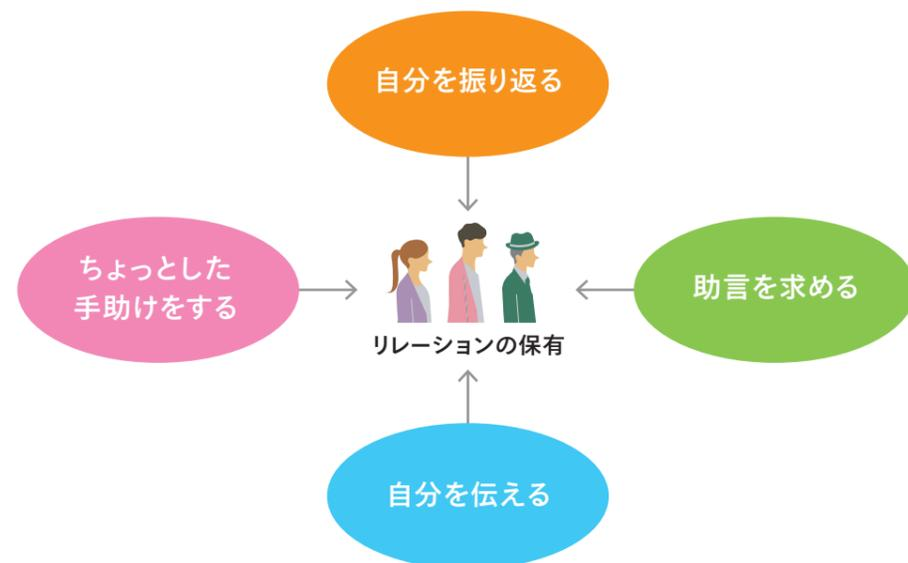 自分を振り返る
ちょっとした
手助けをする
助言を求める
リレーションの保有
自分を伝える